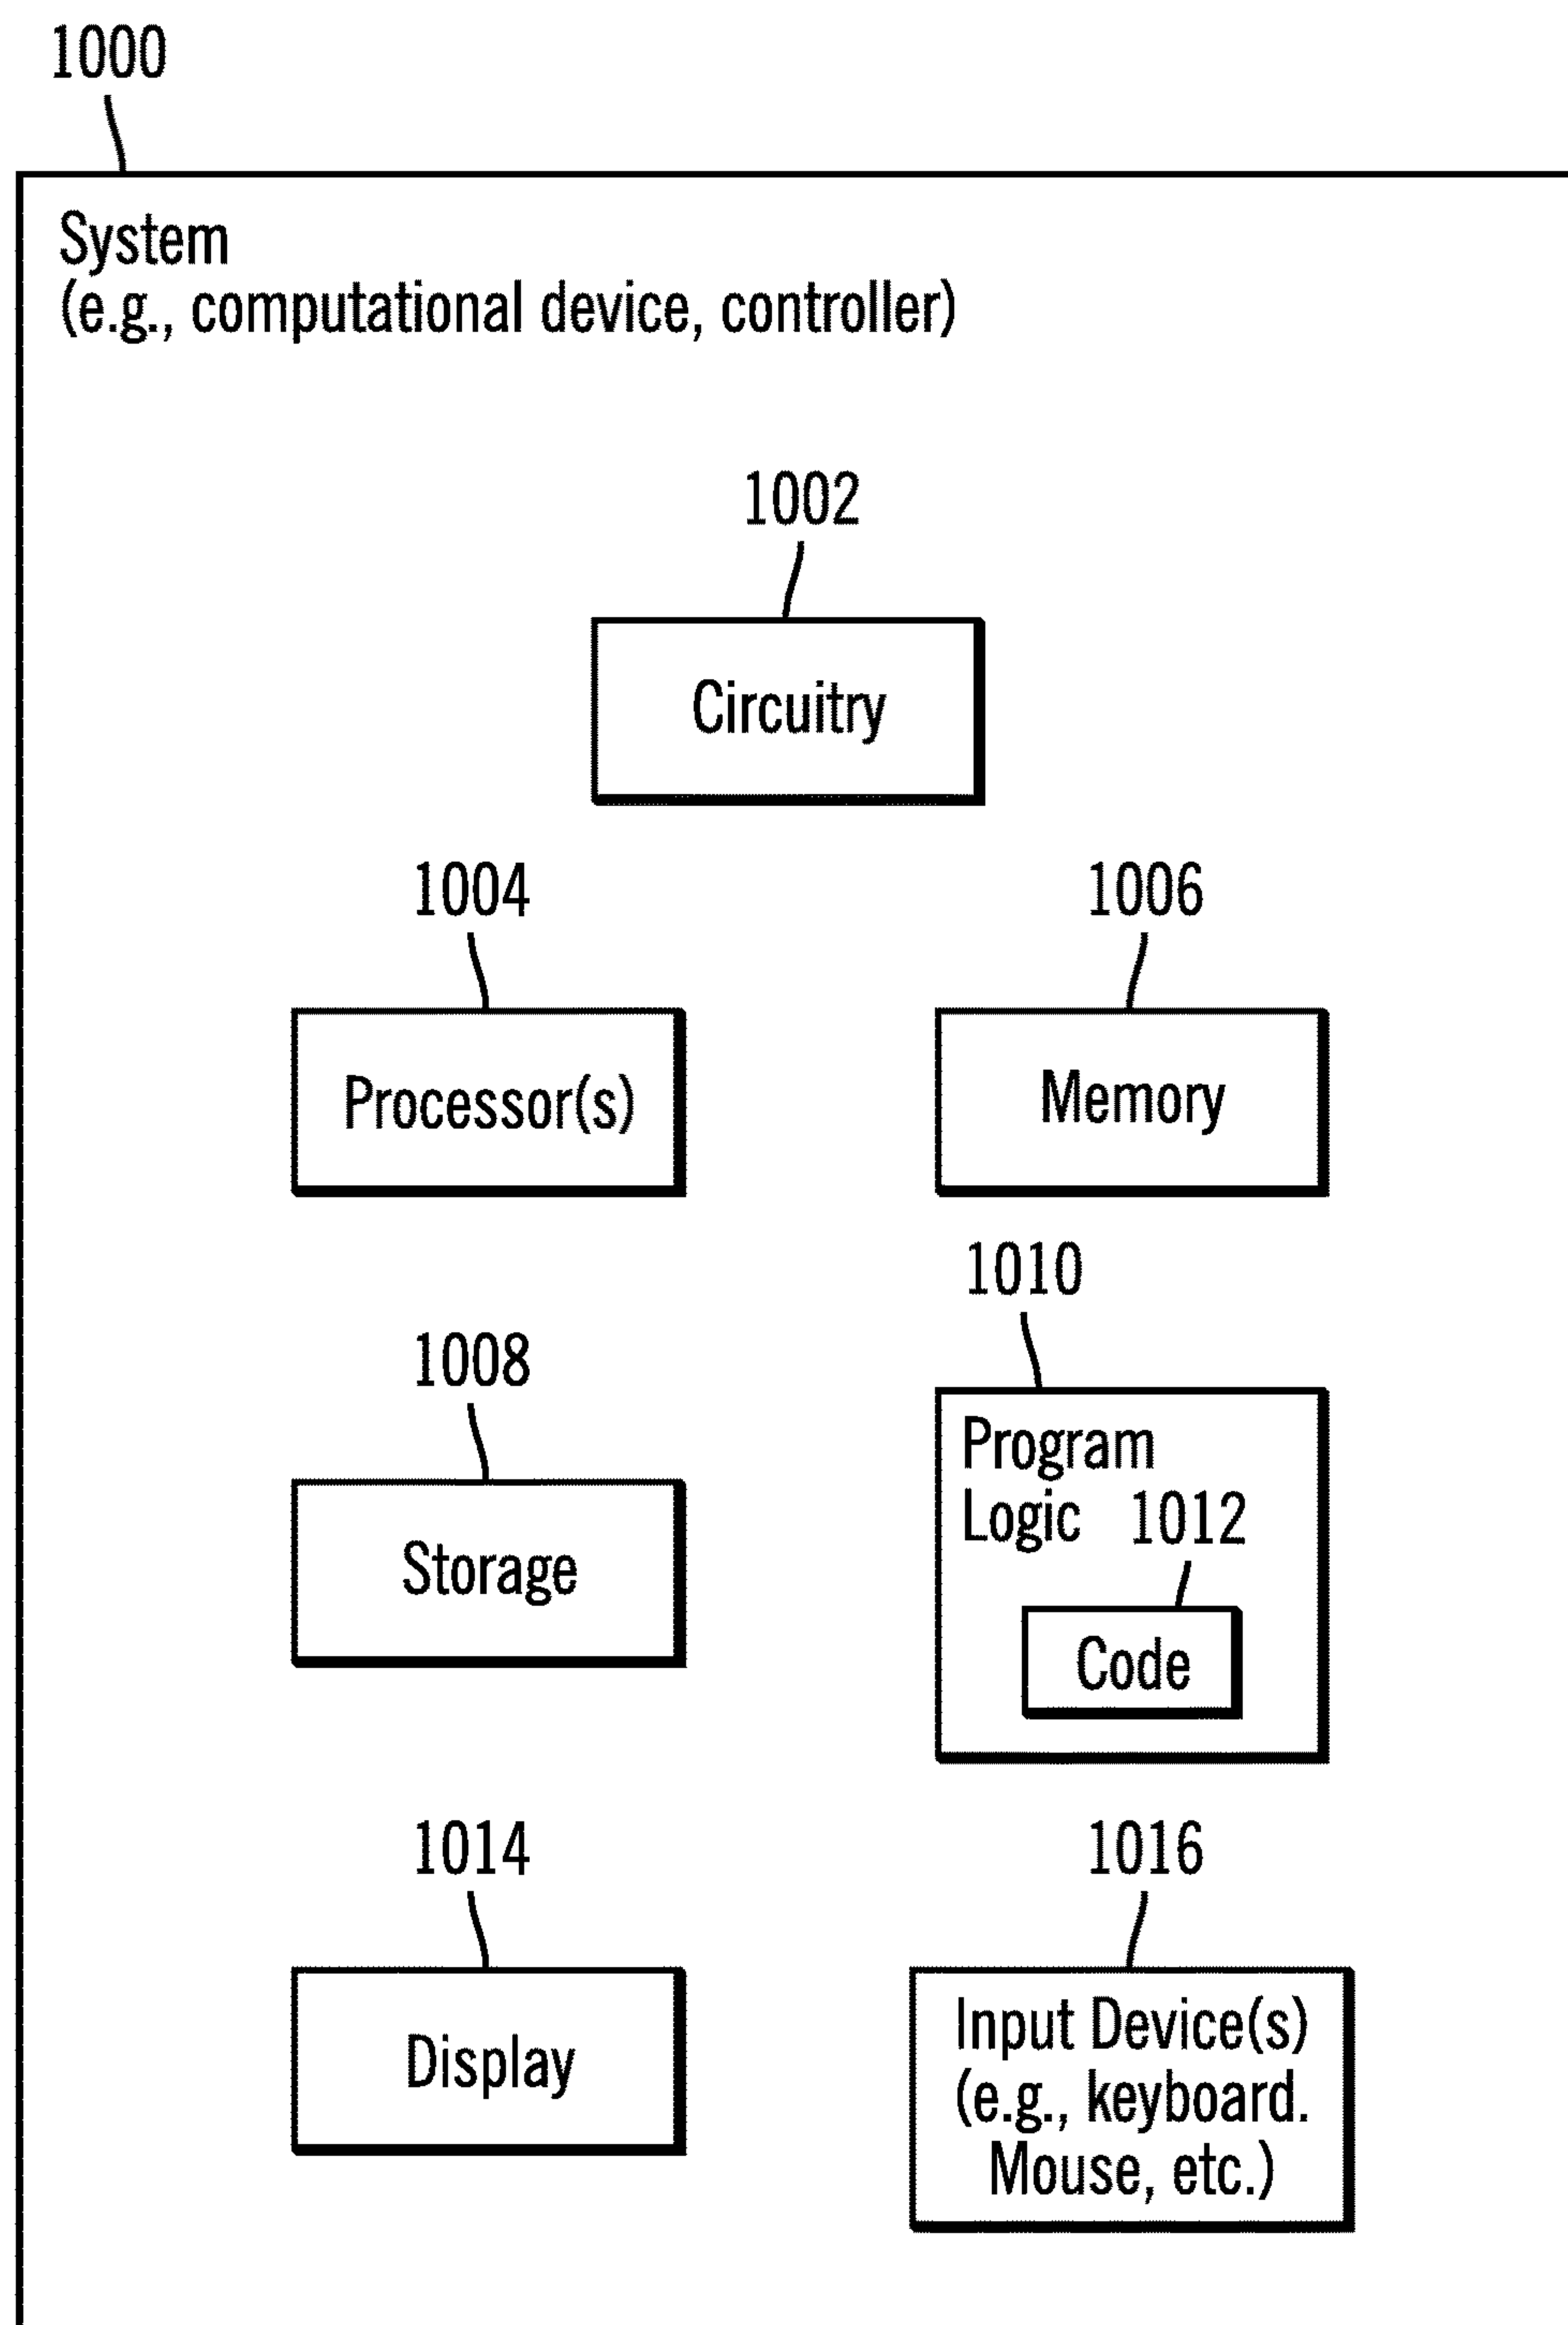 1000
System
(e.g., computational device, controller)
1002
Circuitry
1004
1006
Processor(s)
Memory
1010
1008
Program
Logic 1012
Storage
Code
1014
1016
Display
Input Device(s)
(e.g., keyboard.
Mouse, etc.)